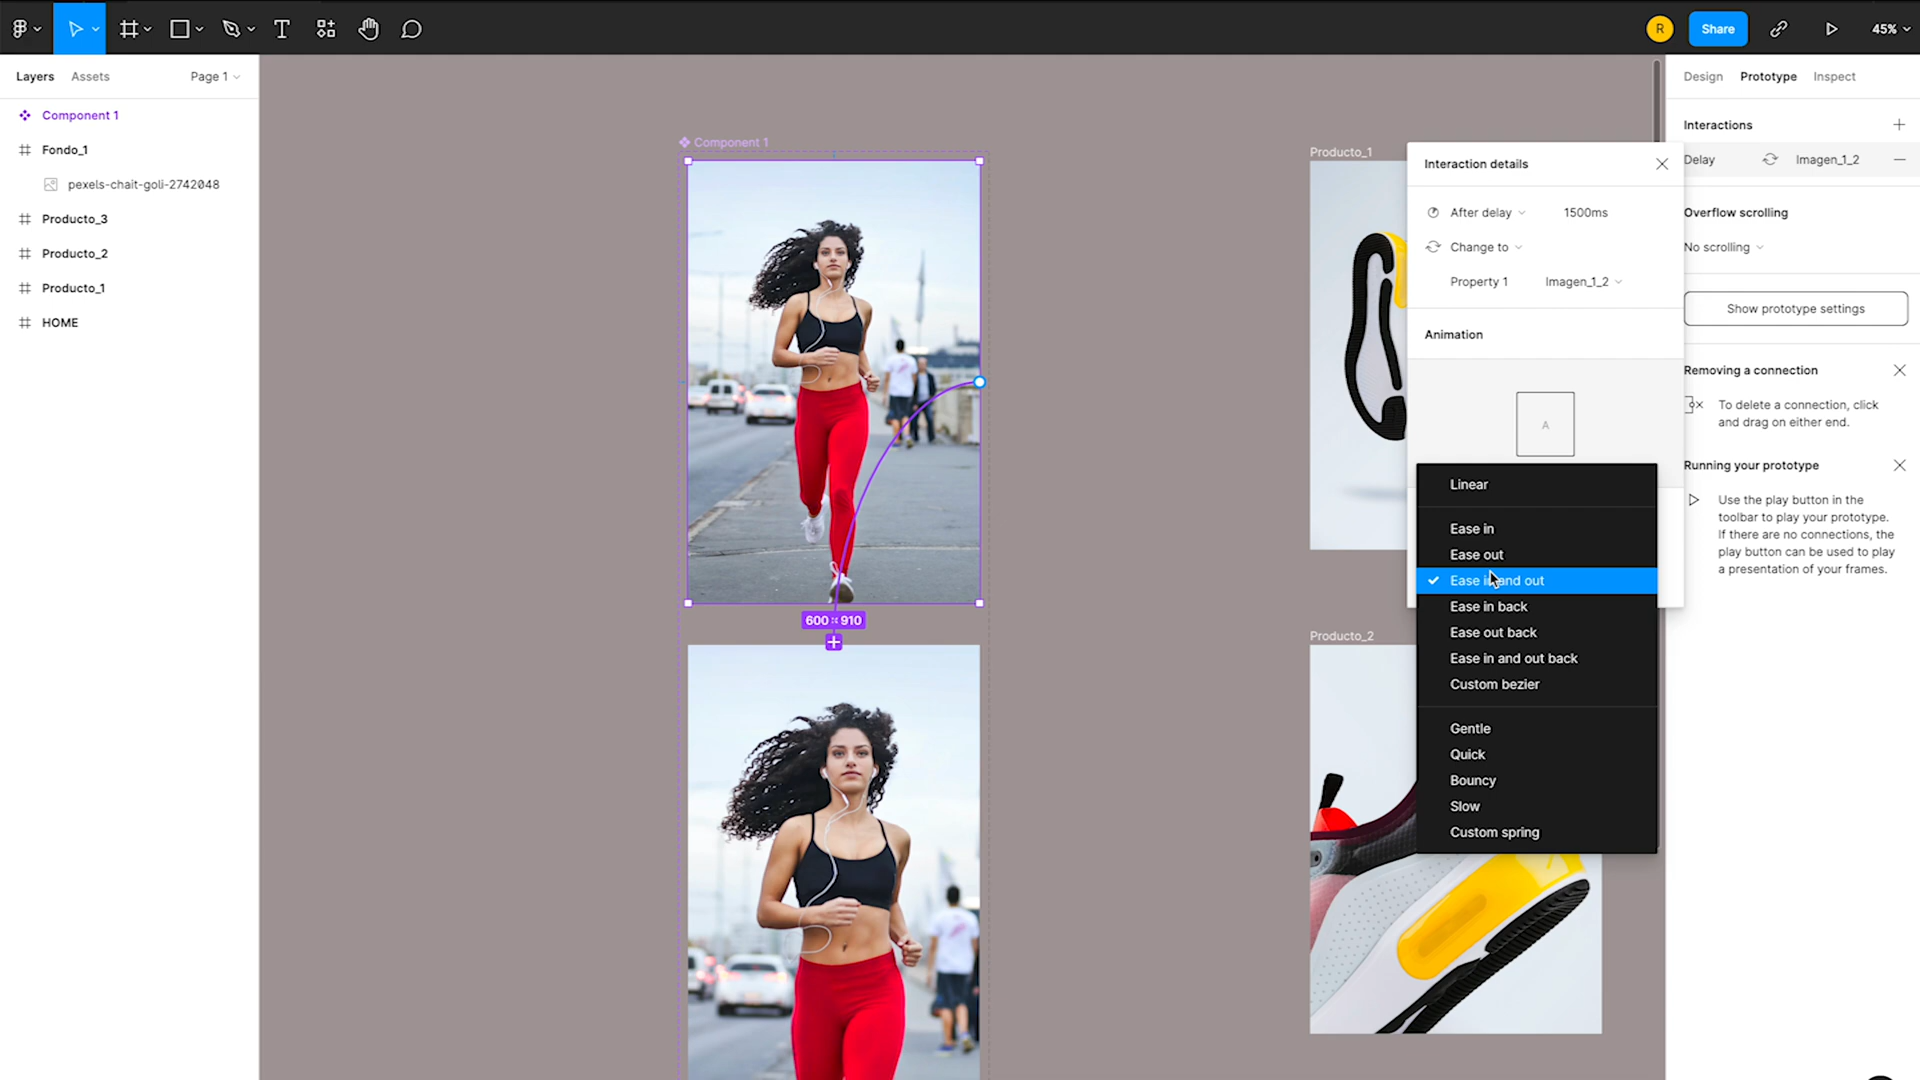 R
Share
45%
Layers
Assets
Page 1
Component 1
Fondo_1
pexels-chait-goli-2742048
Producto_3
Producto_2
Producto_1
HOME
Component 1
600 × 910
Producto_1
Producto_2
Interaction details
After delay
1500ms
Change to
Property 1
Imagen_1_2
Animation
A
Linear
Ease in
Ease out
Ease in and out
Ease in back
Ease out back
Ease in and out back
Custom bezier
Gentle
Quick
Bouncy
Slow
Custom spring
Design
Prototype
Inspect
Interactions
Delay
Imagen_1_2
Overflow scrolling
No scrolling
Show prototype settings
Removing a connection
To delete a connection, click
and drag on either end.
Running your prototype
Use the play button in the
toolbar to play your prototype.
If there are no connections, the
play button can be used to play
a presentation of your frames.